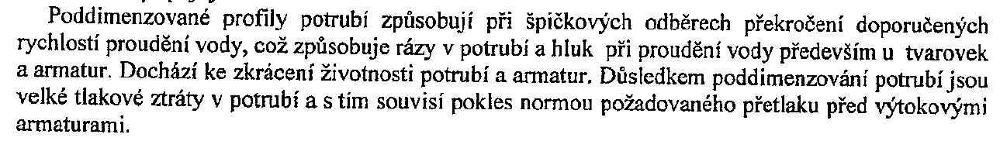 Poddimenzované profily potrubí způsobují při špičkových odběrech překročení doporučených
rychlostí proudění vody, což způsobuje rázy v potrubí a hluk při proudění vody především u tvarovek
a armatur. Dochází ke zkrácení životnosti potrubí a armatur. Důsledkem poddimenzování potrubí jsou
velké tlakové ztráty v potrubí a s tím souvisí pokles normou požadovaného přetlaku před výtokovými
armaturami.